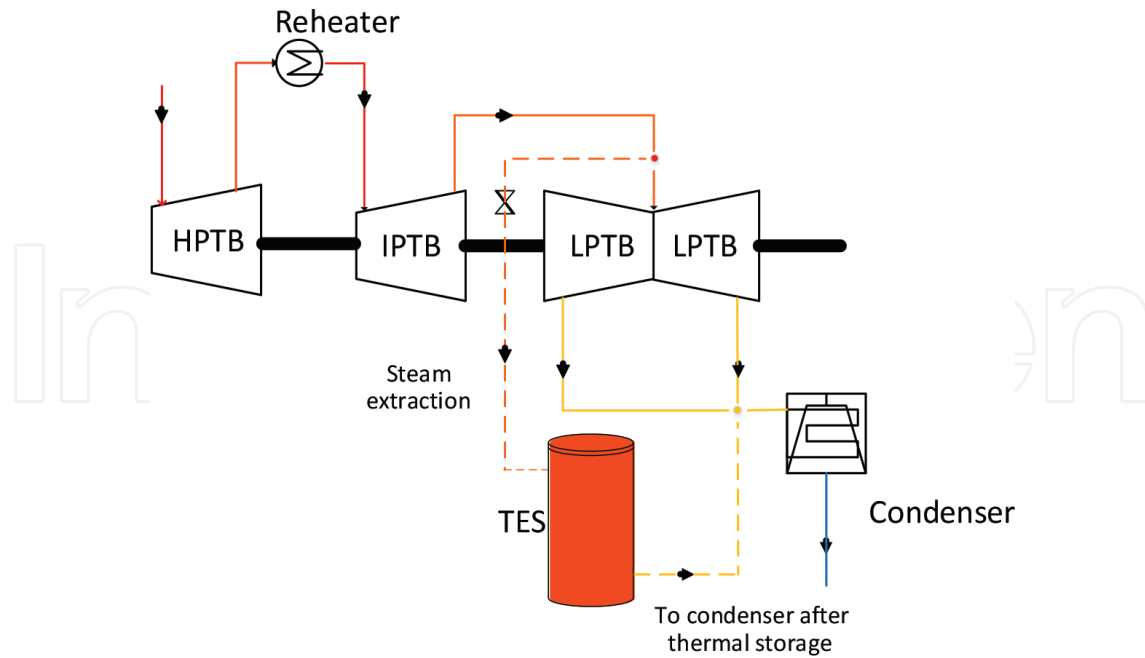 Reheater
HPTB
IPTB
LPTB
LPTB
Steam
extraction
TES
Condenser
To condenser after
thermal storage